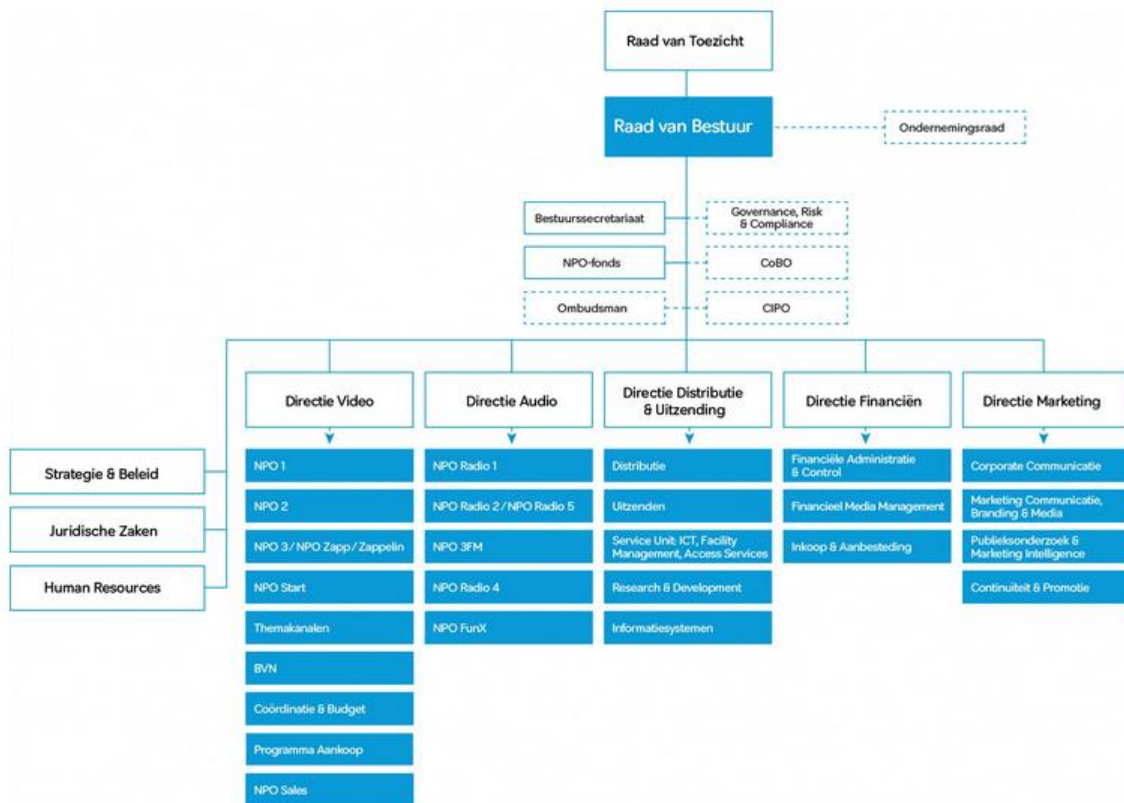 Raad van Toezicht
Raad van Bestuur
Ondernemingsraad
Bestuurssecretariaat
Governance, Risk
& Compliance
NPO-fonds
CoBO
Ombudsman
CIPO
Directie Video
Directie Audio
Directie Distributie
& Uitzending
Directie Financiën
Directie Marketing
Strategie & Beleid
Juridische Zaken
Human Resources
NPO 1
NPO 2
NPO 3 / NPO Zapp / Zappelin
NPO Start
Themakanalen
BVN
Coördinatie & Budget
Programma Aankoop
NPO Sales
NPO Radio 1
NPO Radio 2 / NPO Radio 5
NPO 3FM
NPO Radio 4
NPO FunX
Distributie
Uitzenden
Service Unit: ICT, Facility
Management, Access Services
Research & Development
Informatiesystemen
Financiële Administratie
& Control
Financieel Media Management
Inkoop & Aanbesteding
Corporate Communicatie
Marketing Communicatie,
Branding & Media
Publieksonderzoek &
Marketing Intelligence
Continuïteit & Promotie